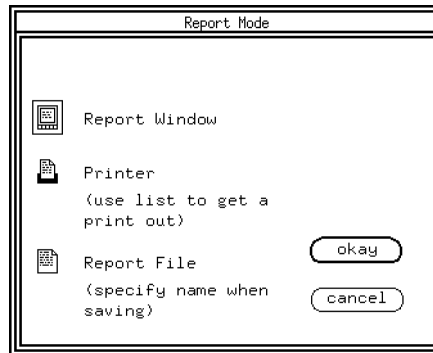 Report Mode
Report Window
Printer
(use list to get a
print out)
okay
Report File
(specify name when
saving)
cancel